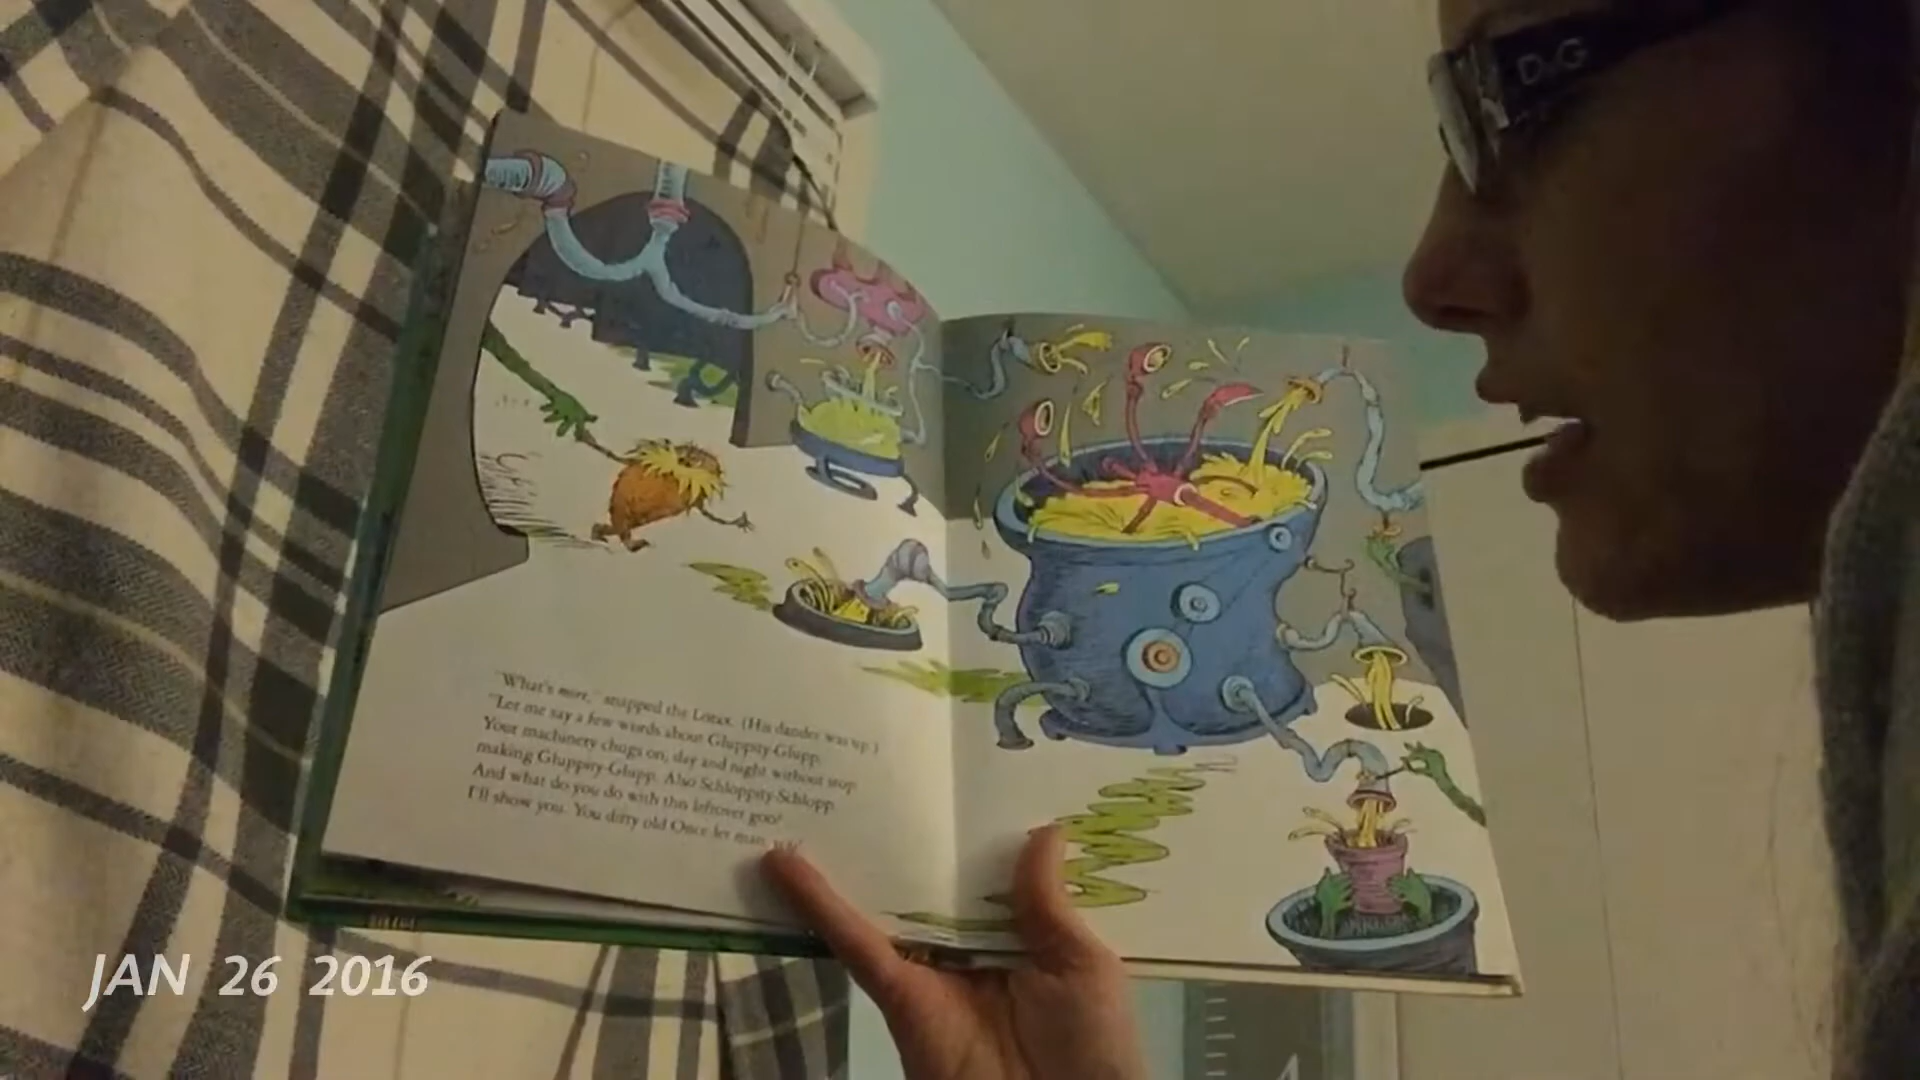 D&G
"What's more," snapped the Lorax. (His dander was up.)
"Let me say a few words about Gluppity-Glupp.
Your machinery chugs on, day and night without stop
making Gluppity-Glupp. Also Schloppity-Schlopp.
And what do you do with this leftover goo?
I'll show you. You dirty old Once-ler man, you!
JAN 26 2016